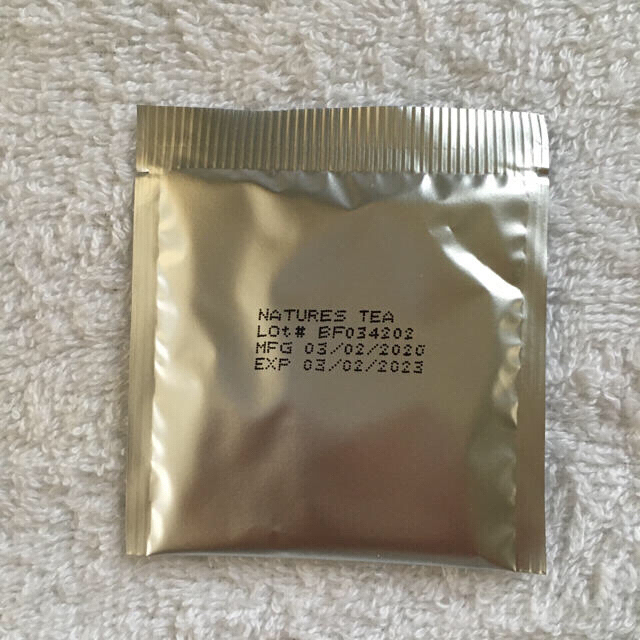 NATURES TEA
Lot# BF034202
MFG 03/02/2020
EXP 03/02/2023